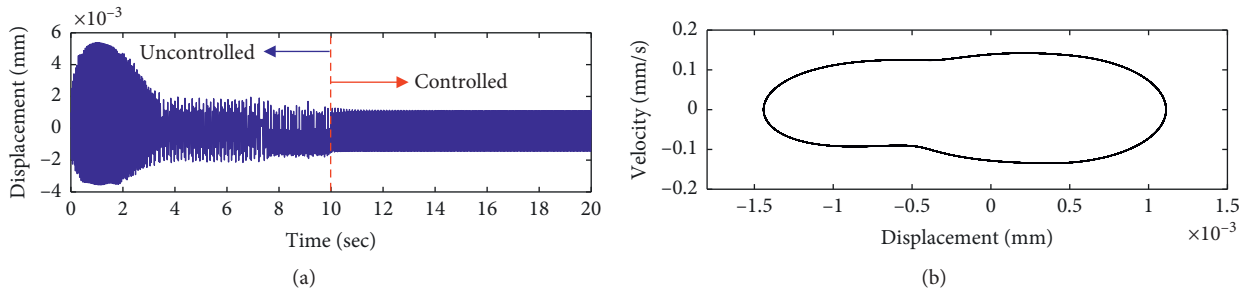 ×10⁻³
6
4
2
0
−2
−4
Displacement (mm)
Uncontrolled
Controlled
0 2 4 6 8 10 12 14 16 18 20
Time (sec)
(a)
0.2
0.1
0
−0.1
−0.2
Velocity (mm/s)
−1.5 −1 −0.5 0 0.5 1 1.5
Displacement (mm)
×10⁻³
(b)